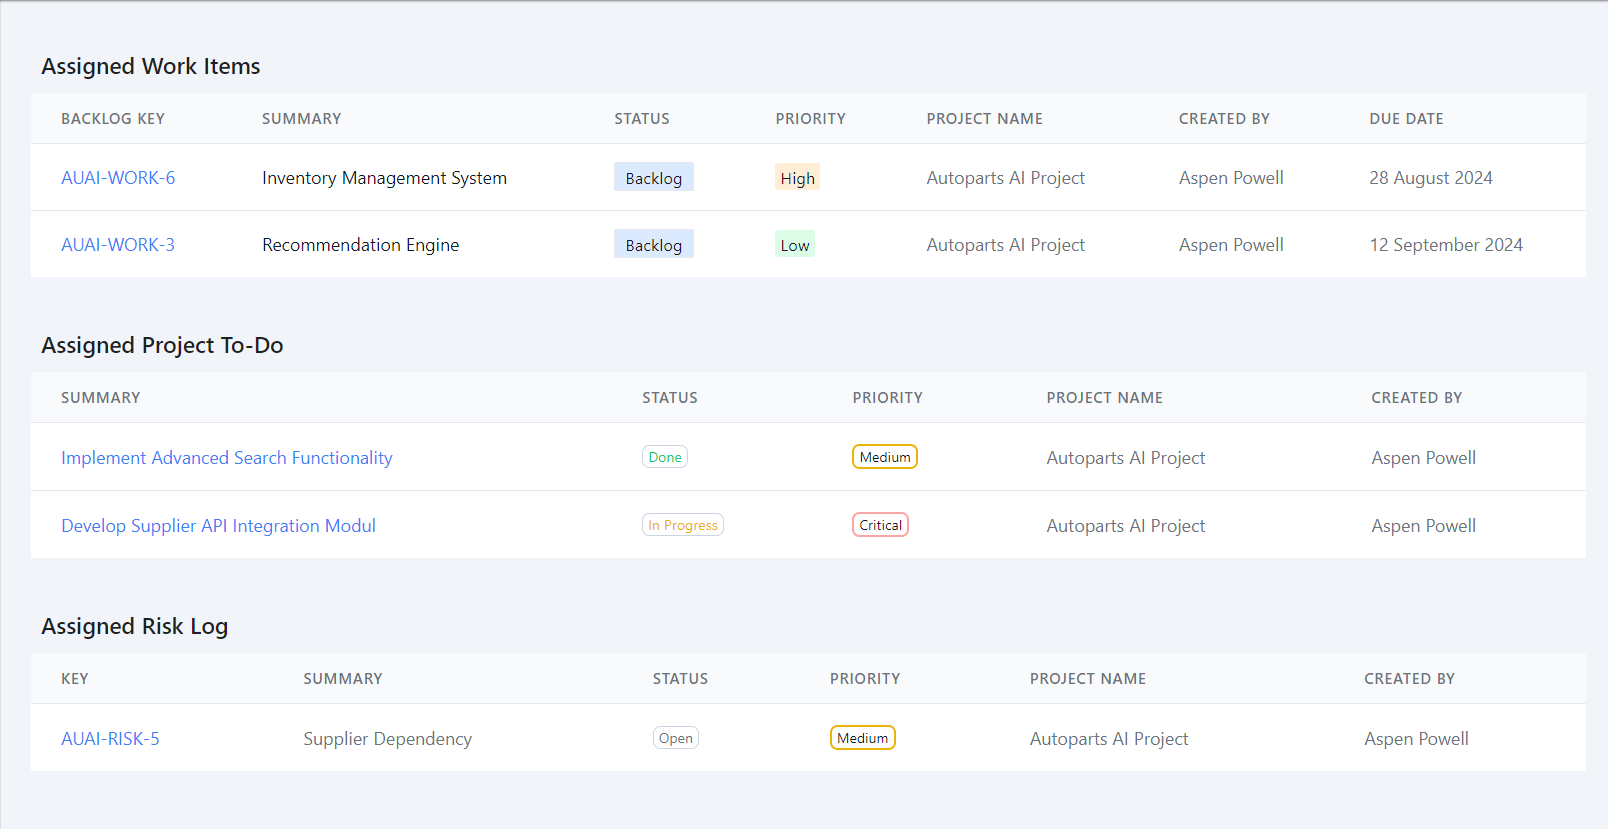 Assigned Work Items
BACKLOG KEY SUMMARY STATUS PRIORITY PROJECT NAME CREATED BY DUE DATE
AUAI-WORK-6 Inventory Management System Backlog High Autoparts AI Project Aspen Powell 28 August 2024
AUAI-WORK-3 Recommendation Engine Backlog Low Autoparts AI Project Aspen Powell 12 September 2024
Assigned Project To-Do
SUMMARY STATUS PRIORITY PROJECT NAME CREATED BY
Implement Advanced Search Functionality Done Medium Autoparts AI Project Aspen Powell
Develop Supplier API Integration Modul In Progress Critical Autoparts AI Project Aspen Powell
Assigned Risk Log
KEY SUMMARY STATUS PRIORITY PROJECT NAME CREATED BY
AUAI-RISK-5 Supplier Dependency Open Medium Autoparts AI Project Aspen Powell